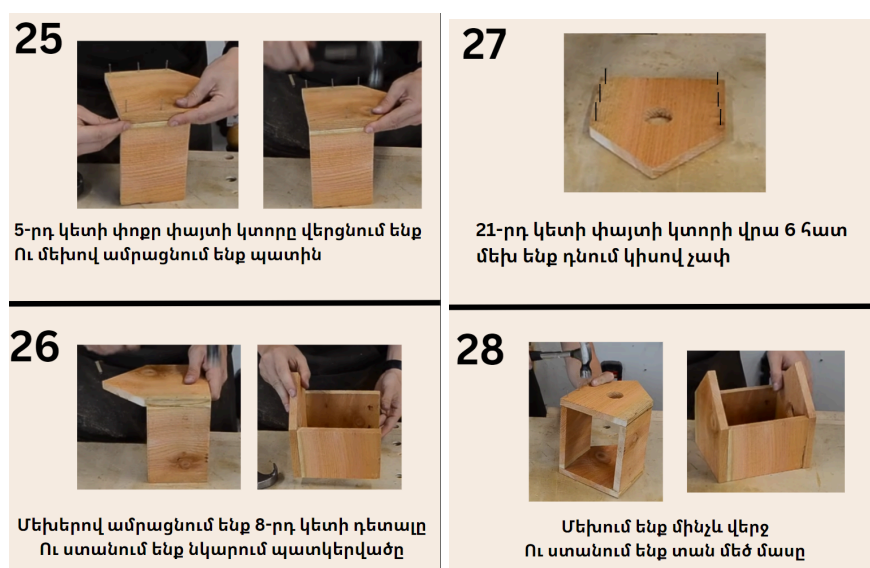 25
5-րդ կետի փոքր փայտի կտորը վերցնում ենք
Ու մեխով ամրացնում ենք պատին
26
Մեխերով ամրացնում ենք 8-րդ կետի դետալը
Ու ստանում ենք նկարում պատկերվածը
27
21-րդ կետի փայտի կտորի վրա 6 հատ
մեխ ենք դնում կիսով չափ
28
Մեխում ենք մինչև վերջ
Ու ստանում ենք տան մեծ մասը